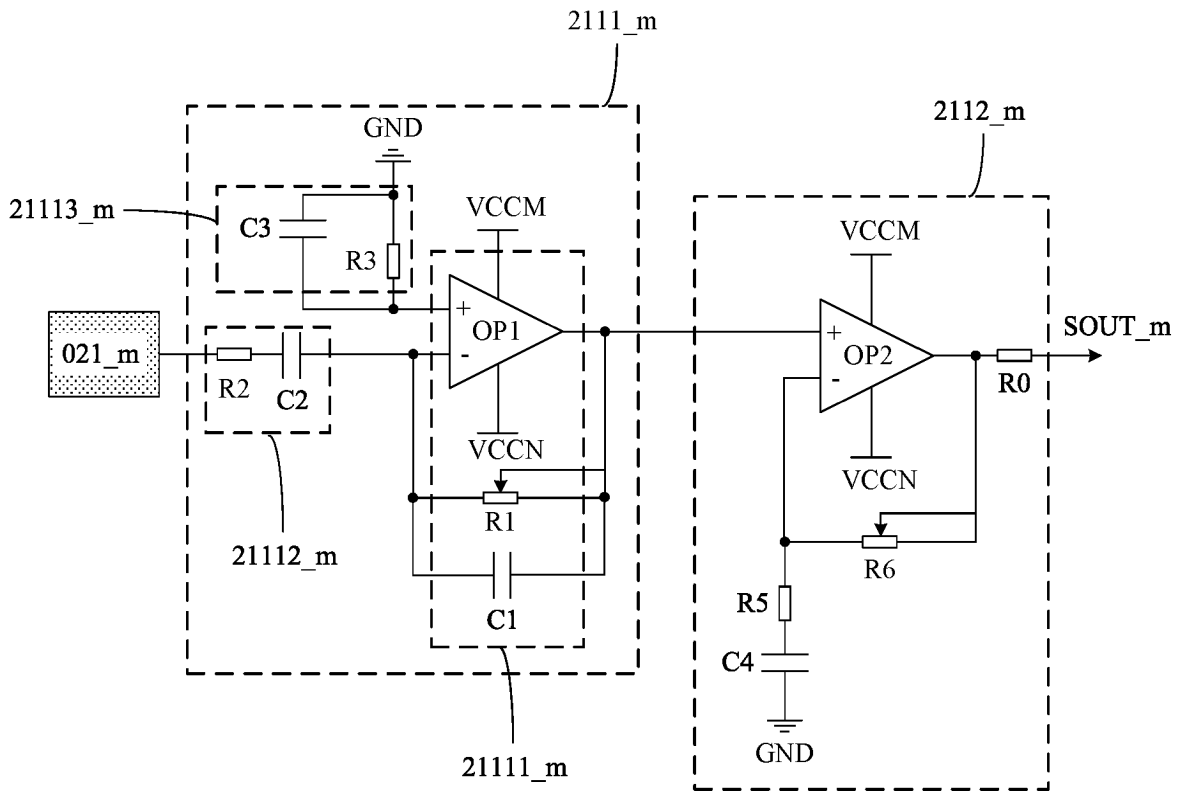 2111_m
2112_m
GND
21113_m
C3
R3
VCCM
VCCM
+
OP1
-
021_m
R2
C2
+
OP2
-
SOUT_m
R0
VCCN
VCCN
R1
R6
21112_m
C1
R5
C4
GND
21111_m